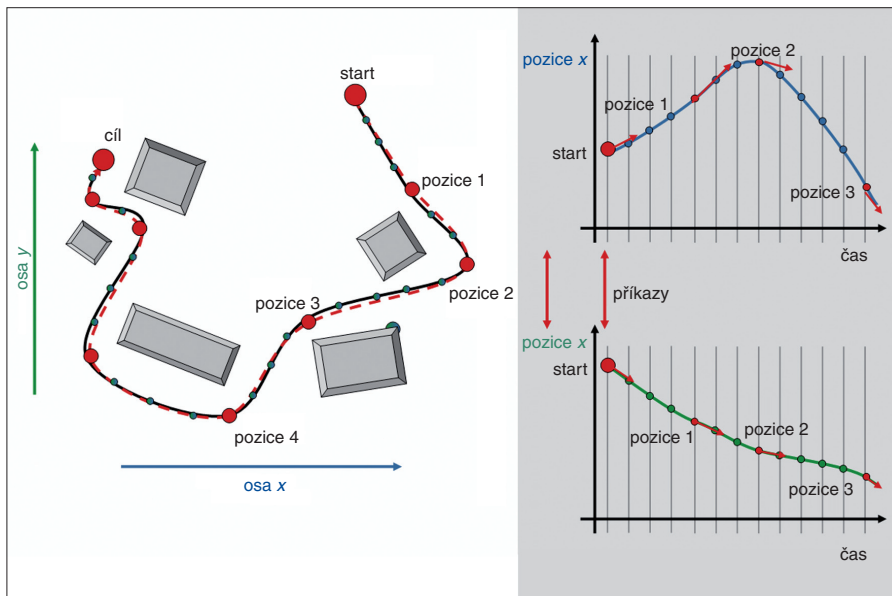 start
cíl
pozice 1
pozice 2
pozice 3
pozice 4
osa y
osa x
pozice x
pozice 2
pozice 1
start
pozice 3
čas
příkazy
pozice x
start
pozice 1
pozice 2
pozice 3
čas